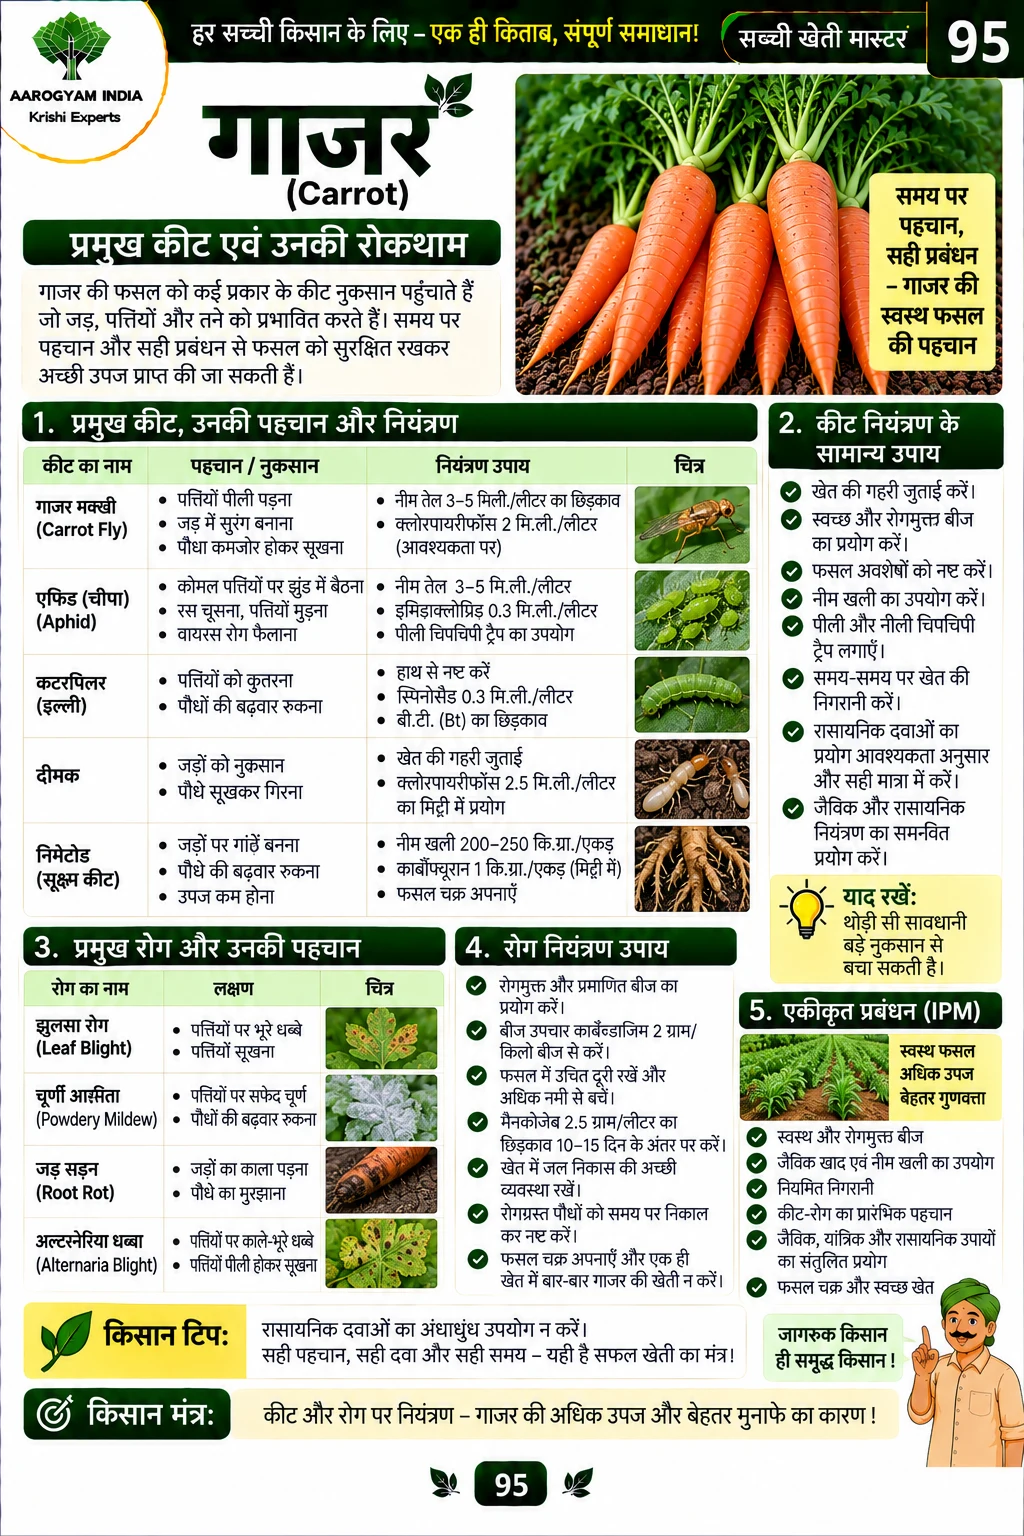 AAROGYAM INDIA
Krishi Experts
हर सच्ची किसान के लिए – एक ही किताब, संपूर्ण समाधान!
सब्ची खेती मास्टर
95
गाजर
(Carrot)
प्रमुख कीट एवं उनकी रोकथाम
गाजर की फसल को कई प्रकार के कीट नुकसान पहुंचाते हैं
जो जड़, पत्तियों और तने को प्रभावित करते हैं। समय पर
पहचान और सही प्रबंधन से फसल को सुरक्षित रखकर
अच्छी उपज प्राप्त की जा सकती हैं।
समय पर
पहचान,
सही प्रबंधन
– गाजर की
स्वस्थ फसल
की पहचान
1. प्रमुख कीट, उनकी पहचान और नियंत्रण
कीट का नाम
पहचान / नुकसान
नियंत्रण उपाय
चित्र
गाजर मक्खी
(Carrot Fly)
• पत्तियों पीली पड़ना
• जड़ में सुरंग बनाना
• पौधा कमजोर होकर सूखना
• नीम तेल 3–5 मिली./लीटर का छिड़काव
• क्लोरपायरीफोंस 2 मि.ली./लीटर
(आवश्यकता पर)
एफिड (चीपा)
(Aphid)
• कोमल पत्तियों पर झुंड में बैठना
• रस चूसना, पत्तियों मुड़ना
• वायरस रोग फैलाना
• नीम तेल 3–5 मि.ली./लीटर
• इमिडाक्लोप्रिड 0.3 मि.ली./लीटर
• पीली चिपचिपी ट्रैप का उपयोग
कटरपिलर
(इल्ली)
• पत्तियों को कुतरना
• पौधों की बढ़वार रुकना
• हाथ से नष्ट करें
• स्पिनोसैड 0.3 मि.ली./लीटर
• बी.टी. (Bt) का छिड़काव
दीमक
• जड़ों को नुकसान
• पौधे सूखकर गिरना
• खेत की गहरी जुताई
• क्लोरपायरीफोंस 2.5 मि.ली./लीटर
का मिट्टी में प्रयोग
निमेटोड
(सूक्ष्म कीट)
• जड़ों पर गांठें बनना
• पौधे की बढ़वार रुकना
• उपज कम होना
• नीम खली 200–250 कि.ग्रा./एकड़
• कार्बोफ्यूरान 1 कि.ग्रा./एकड़ (मिट्टी में)
• फसल चक्र अपनाएँ
2. कीट नियंत्रण के
सामान्य उपाय
खेत की गहरी जुताई करें।
स्वच्छ और रोगमुक्त बीज
का प्रयोग करें।
फसल अवशेषों को नष्ट करें।
नीम खली का उपयोग करें।
पीली और नीली चिपचिपी
ट्रैप लगाएँ।
समय-समय पर खेत की
निगरानी करें।
रासायनिक दवाओं का
प्रयोग आवश्यकता अनुसार
और सही मात्रा में करें।
जैविक और रासायनिक
नियंत्रण का समनवित
प्रयोग करें।
याद रखें:
थोड़ी सी सावधानी
बड़े नुकसान से
बचा सकती है।
3. प्रमुख रोग और उनकी पहचान
रोग का नाम
लक्षण
चित्र
झुलसा रोग
(Leaf Blight)
• पत्तियों पर भूरे धब्बे
• पत्तियों सूखना
चूर्णी
(Powdery Mildew)
• पत्तियों पर सफेद चूर्ण
• पौधों की बढ़वार रुकना
जड़ सड़न
(Root Rot)
• जड़ों का काला पड़ना
• पौधे का मुरझाना
अल्टरनेरिया धब्बा
(Alternaria Blight)
• पत्तियों पर काले-भूरे धब्बे
• पत्तियों पीली होकर सूखना
4. रोग नियंत्रण उपाय
रोगमुक्त और प्रमाणित बीज का
प्रयोग करें।
बीज उपचार कार्बेन्डाजिम 2 ग्राम/
किलो बीज से करें।
फसल में उचित दूरी रखें और
अधिक नमी से बचें।
मैनकोजेब 2.5 ग्राम/लीटर का
छिड़काव 10–15 दिन के अंतर पर करें।
खेत में जल निकास की अच्छी
व्यवस्था रखें।
रोगग्रस्त पौधों को समय पर निकाल
कर नष्ट करें।
फसल चक्र अपनाएँ और एक ही
खेत में बार-बार गाजर की खेती न करें।
5. एकीकृत प्रबंधन (IPM)
स्वस्थ फसल
अधिक उपज
बेहतर गुणवत्ता
स्वस्थ और रोगमुक्त बीज
जैविक खाद एवं नीम खली का उपयोग
नियमित निगरानी
कीट-रोग का प्रारंभिक पहचान
जैविक, यांत्रिक और रासायनिक उपायों
का संतुलित प्रयोग
फसल चक्र और स्वच्छ खेत
किसान टिप:
रासायनिक दवाओं का अंधाधुंध उपयोग न करें।
सही पहचान, सही दवा और सही समय – यही है सफल खेती का मंत्र!
जागरुक किसान
ही समृद्ध किसान !
किसान मंत्र:
कीट और रोग पर नियंत्रण – गाजर की अधिक उपज और बेहतर मुनाफे का कारण !
95